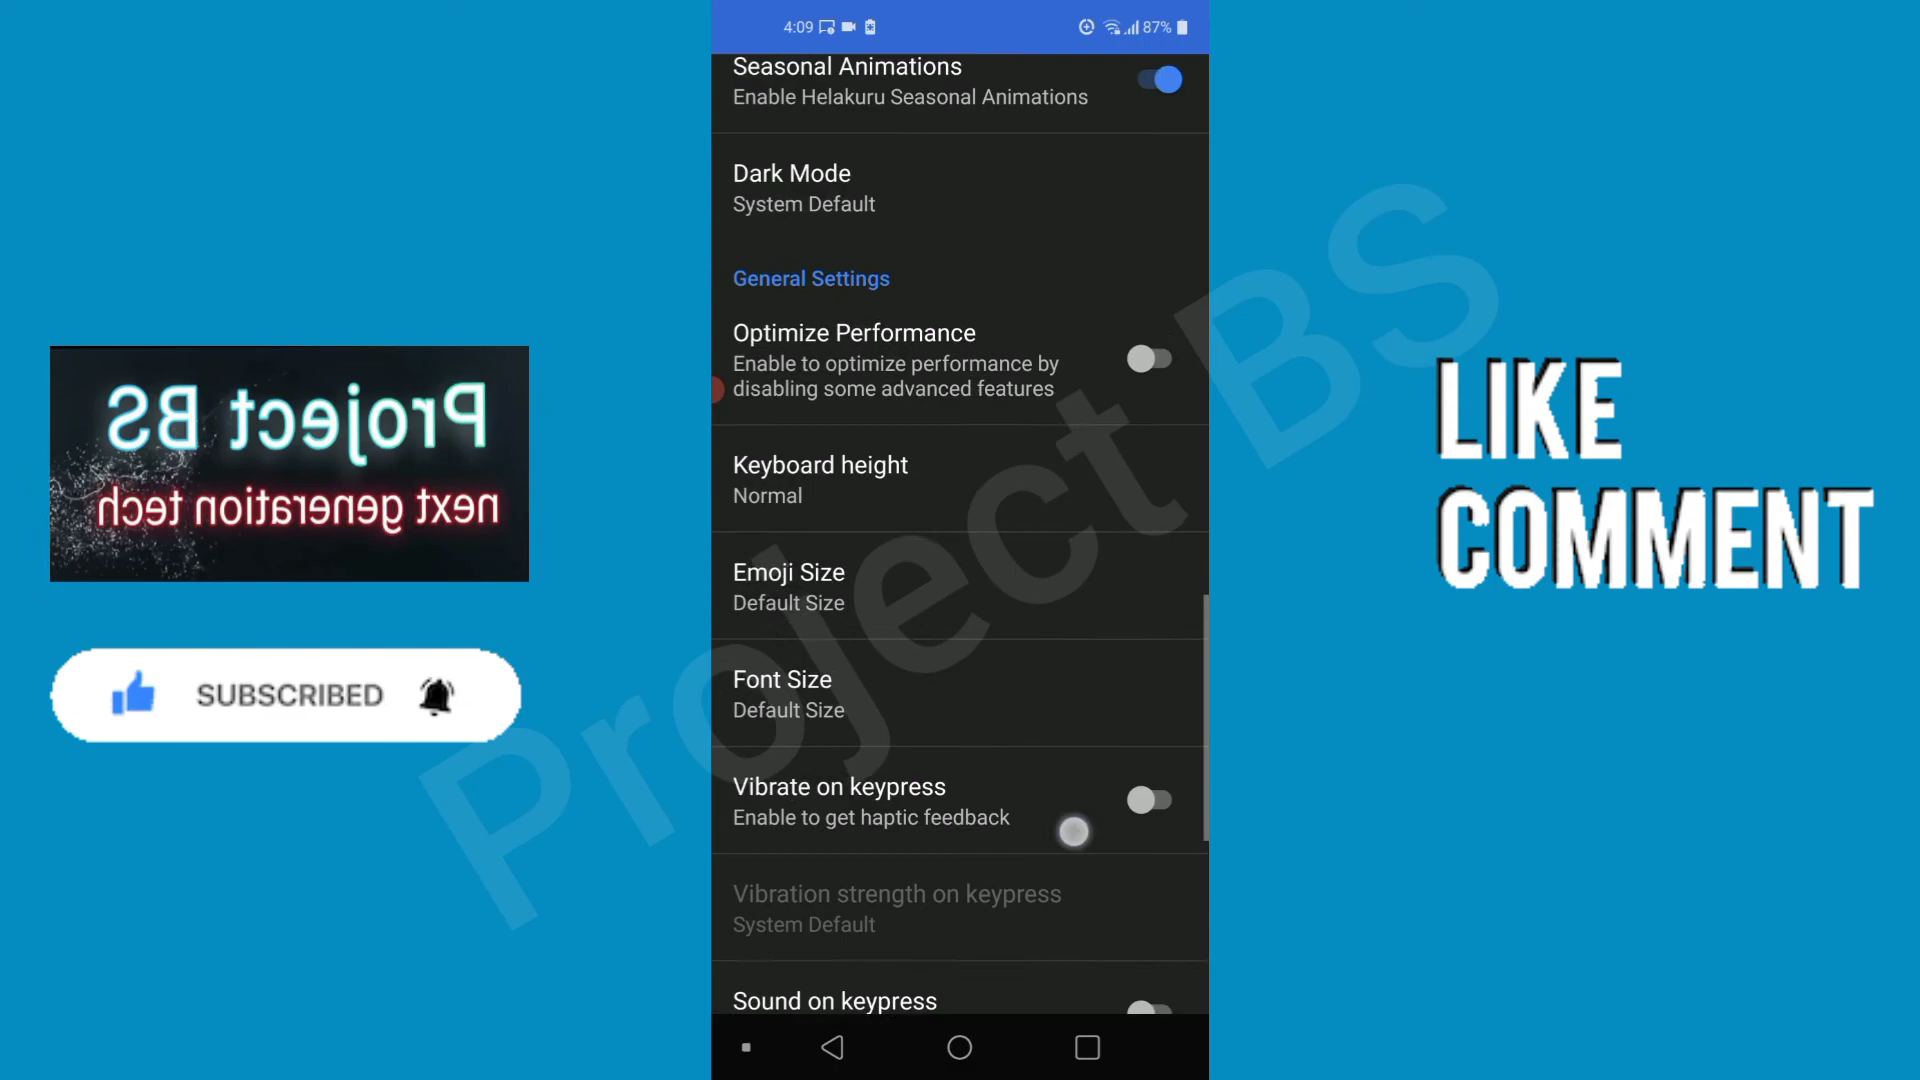 4:09
87%
Seasonal Animations
Enable Helakuru Seasonal Animations
Dark Mode
System Default
General Settings
Optimize Performance
Enable to optimize performance by
disabling some advanced features
Keyboard height
Normal
Emoji Size
Default Size
Font Size
Default Size
Vibrate on keypress
Enable to get haptic feedback
Vibration strength on keypress
System Default
Sound on keypress
Project BS
next generation tech
SUBSCRIBED
LIKE
COMMENT
Project BS